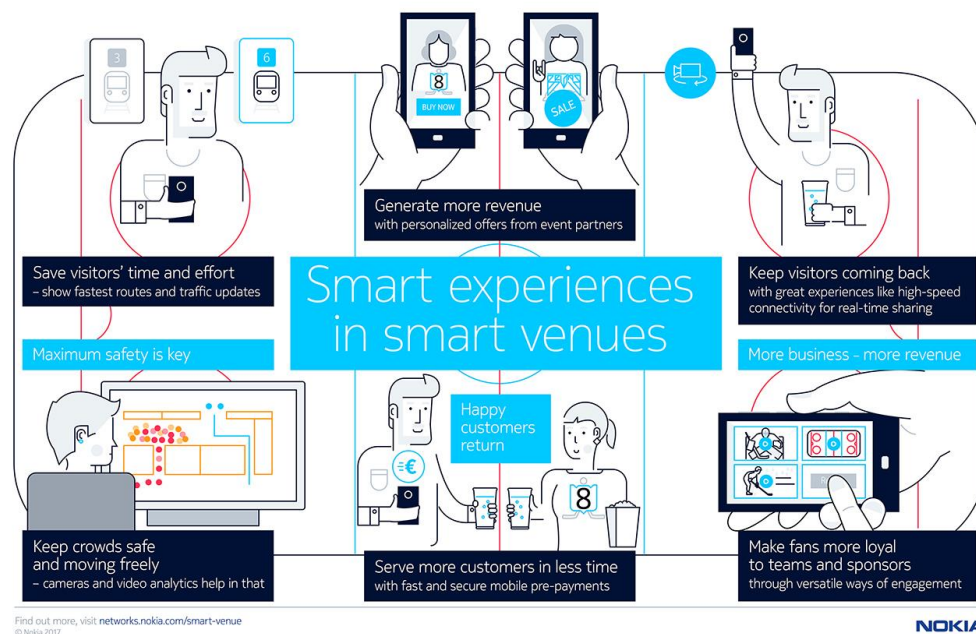 3
6
8
BUY NOW
SALE
Generate more revenue
with personalized offers from event partners
Save visitors' time and effort
– show fastest routes and traffic updates
Smart experiences
in smart venues
Keep visitors coming back
with great experiences like high-speed
connectivity for real-time sharing
Maximum safety is key
More business – more revenue
Happy
customers
return
€
8
Keep crowds safe
and moving freely
– cameras and video analytics help in that
Serve more customers in less time
with fast and secure mobile pre-payments
Make fans more loyal
to teams and sponsors
through versatile ways of engagement
Find out more, visit networks.nokia.com/smart-venue
© Nokia 2017
NOKIA